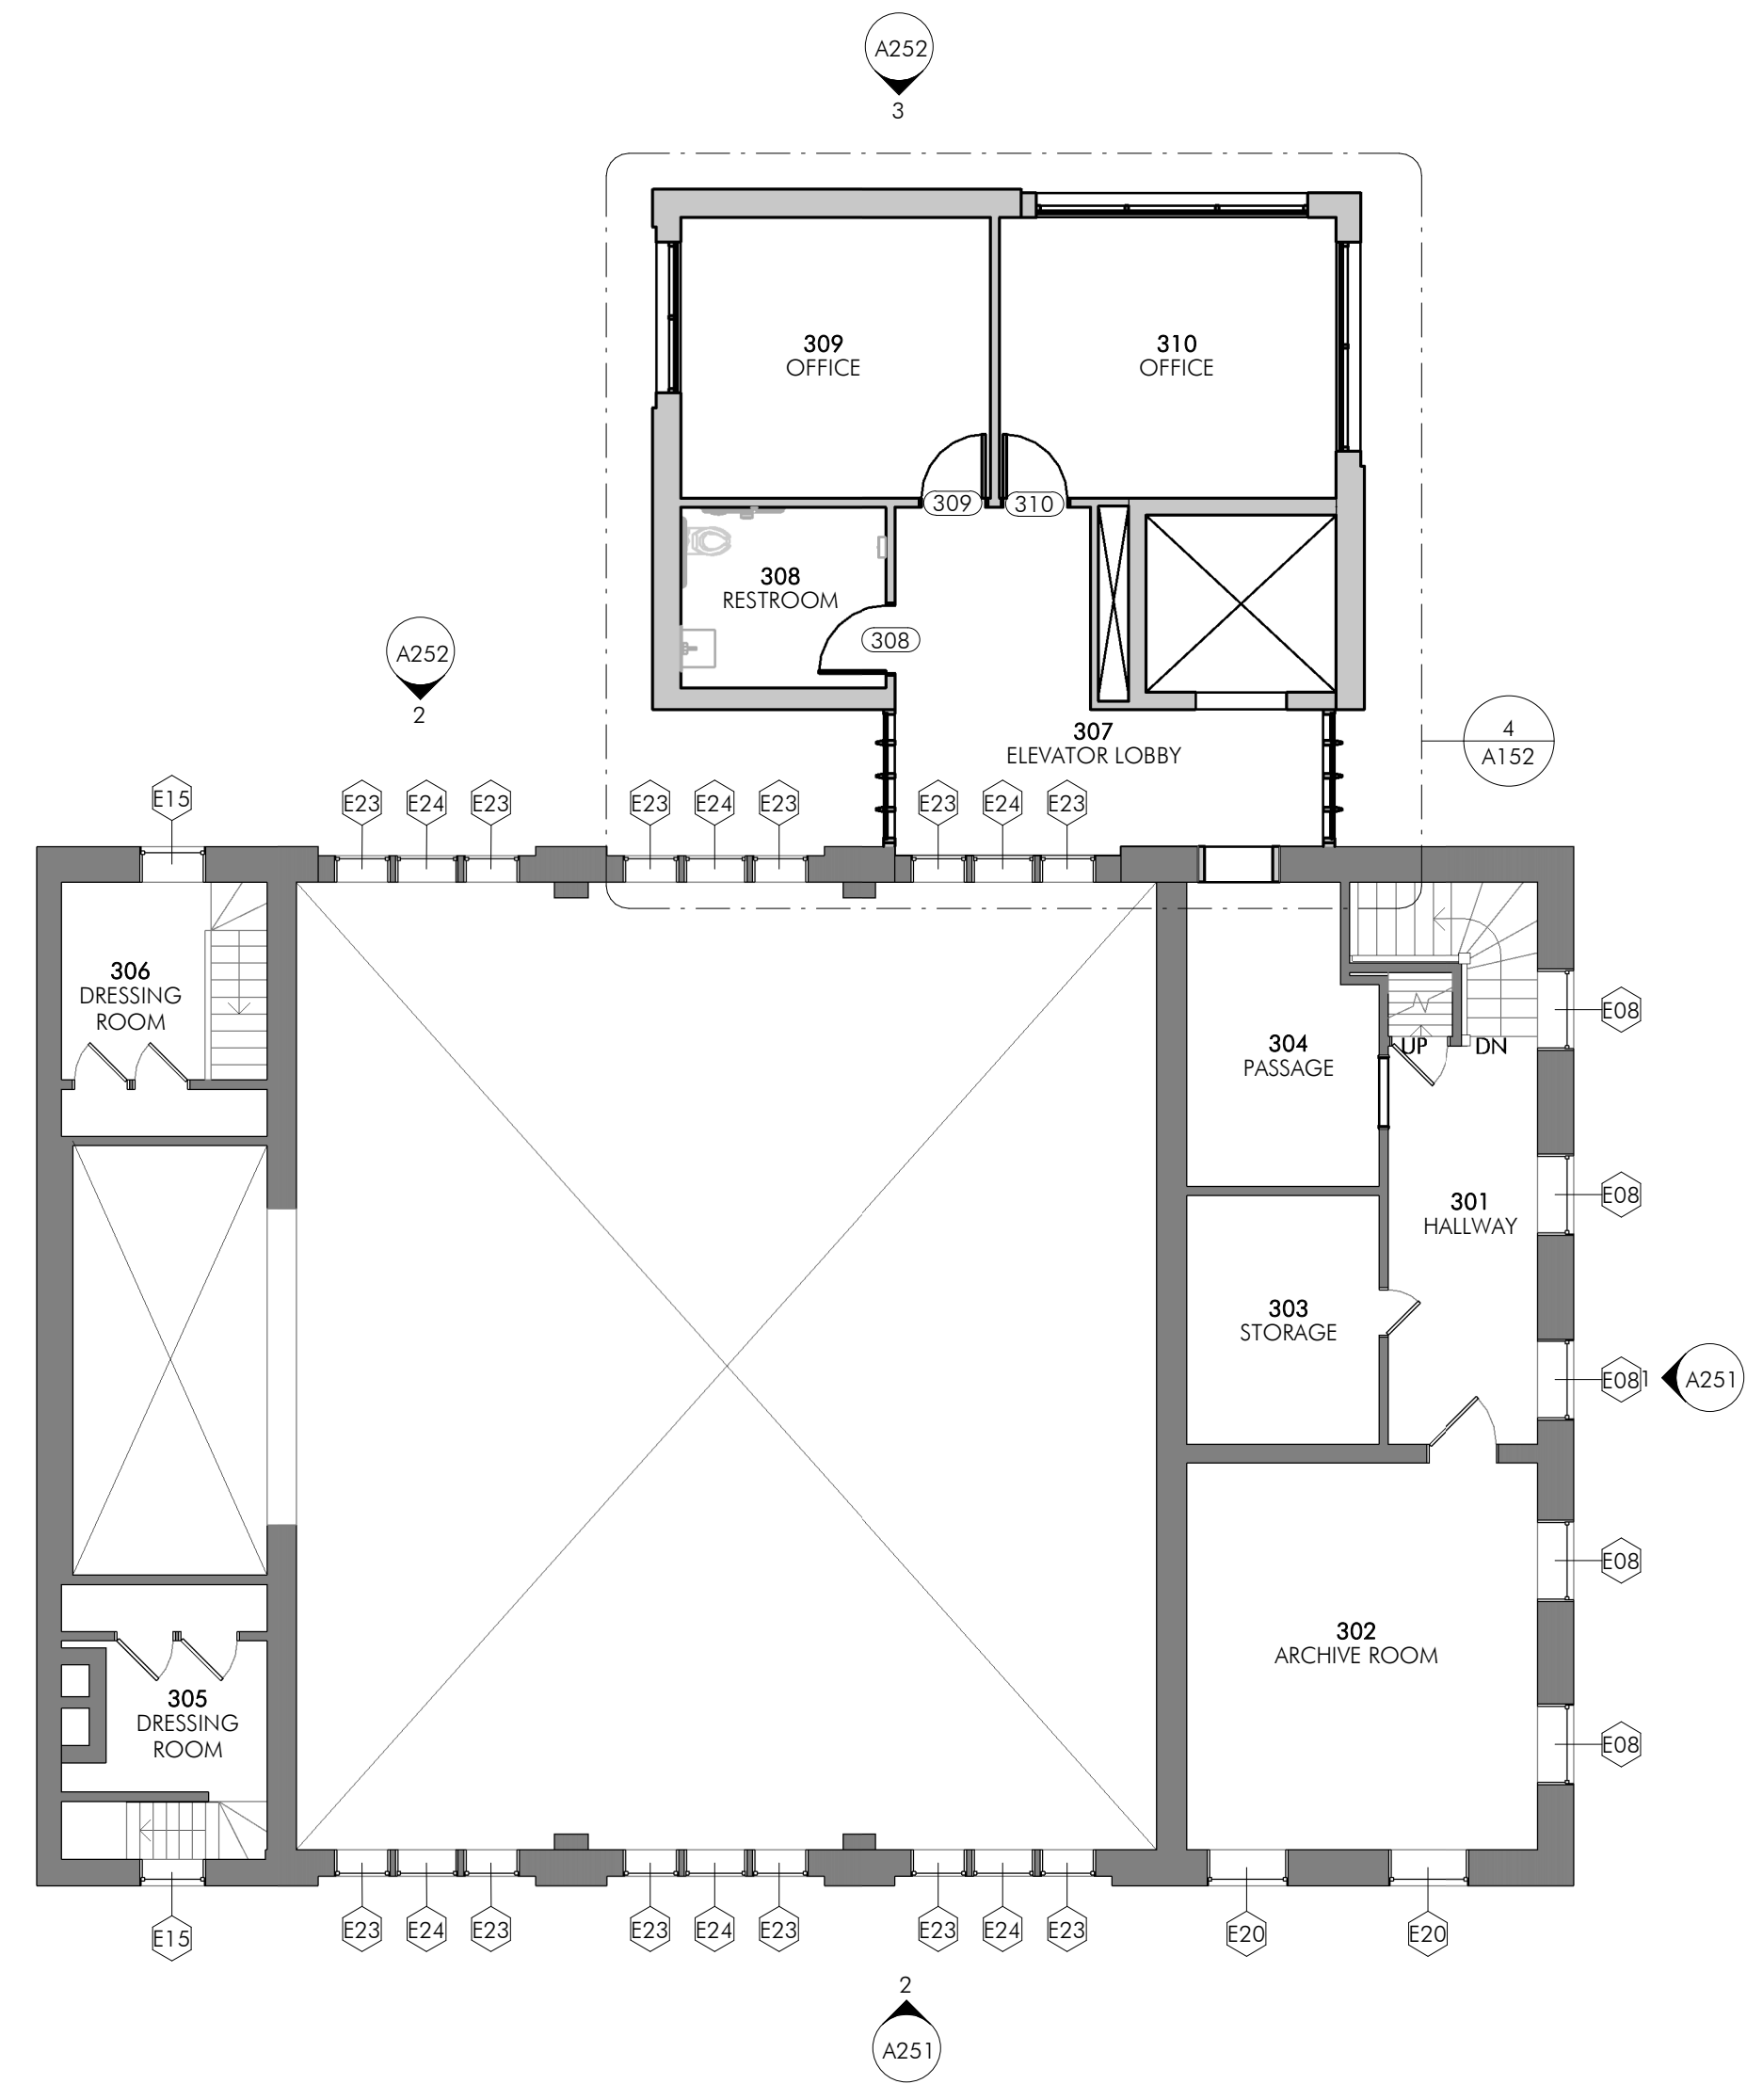 A252
3
309
OFFICE
310
OFFICE
309
310
308
RESTROOM
308
A252
2
307
ELEVATOR LOBBY
4
A152
E15
E23
E24
E23
E23
E24
E23
E23
E24
E23
306
DRESSING
ROOM
E08
304
PASSAGE
UP
DN
E08
301
HALLWAY
303
STORAGE
E08
1
A251
E08
302
ARCHIVE ROOM
305
DRESSING
ROOM
E08
E15
E23
E24
E23
E23
E24
E23
E23
E24
E23
E20
E20
2
A251